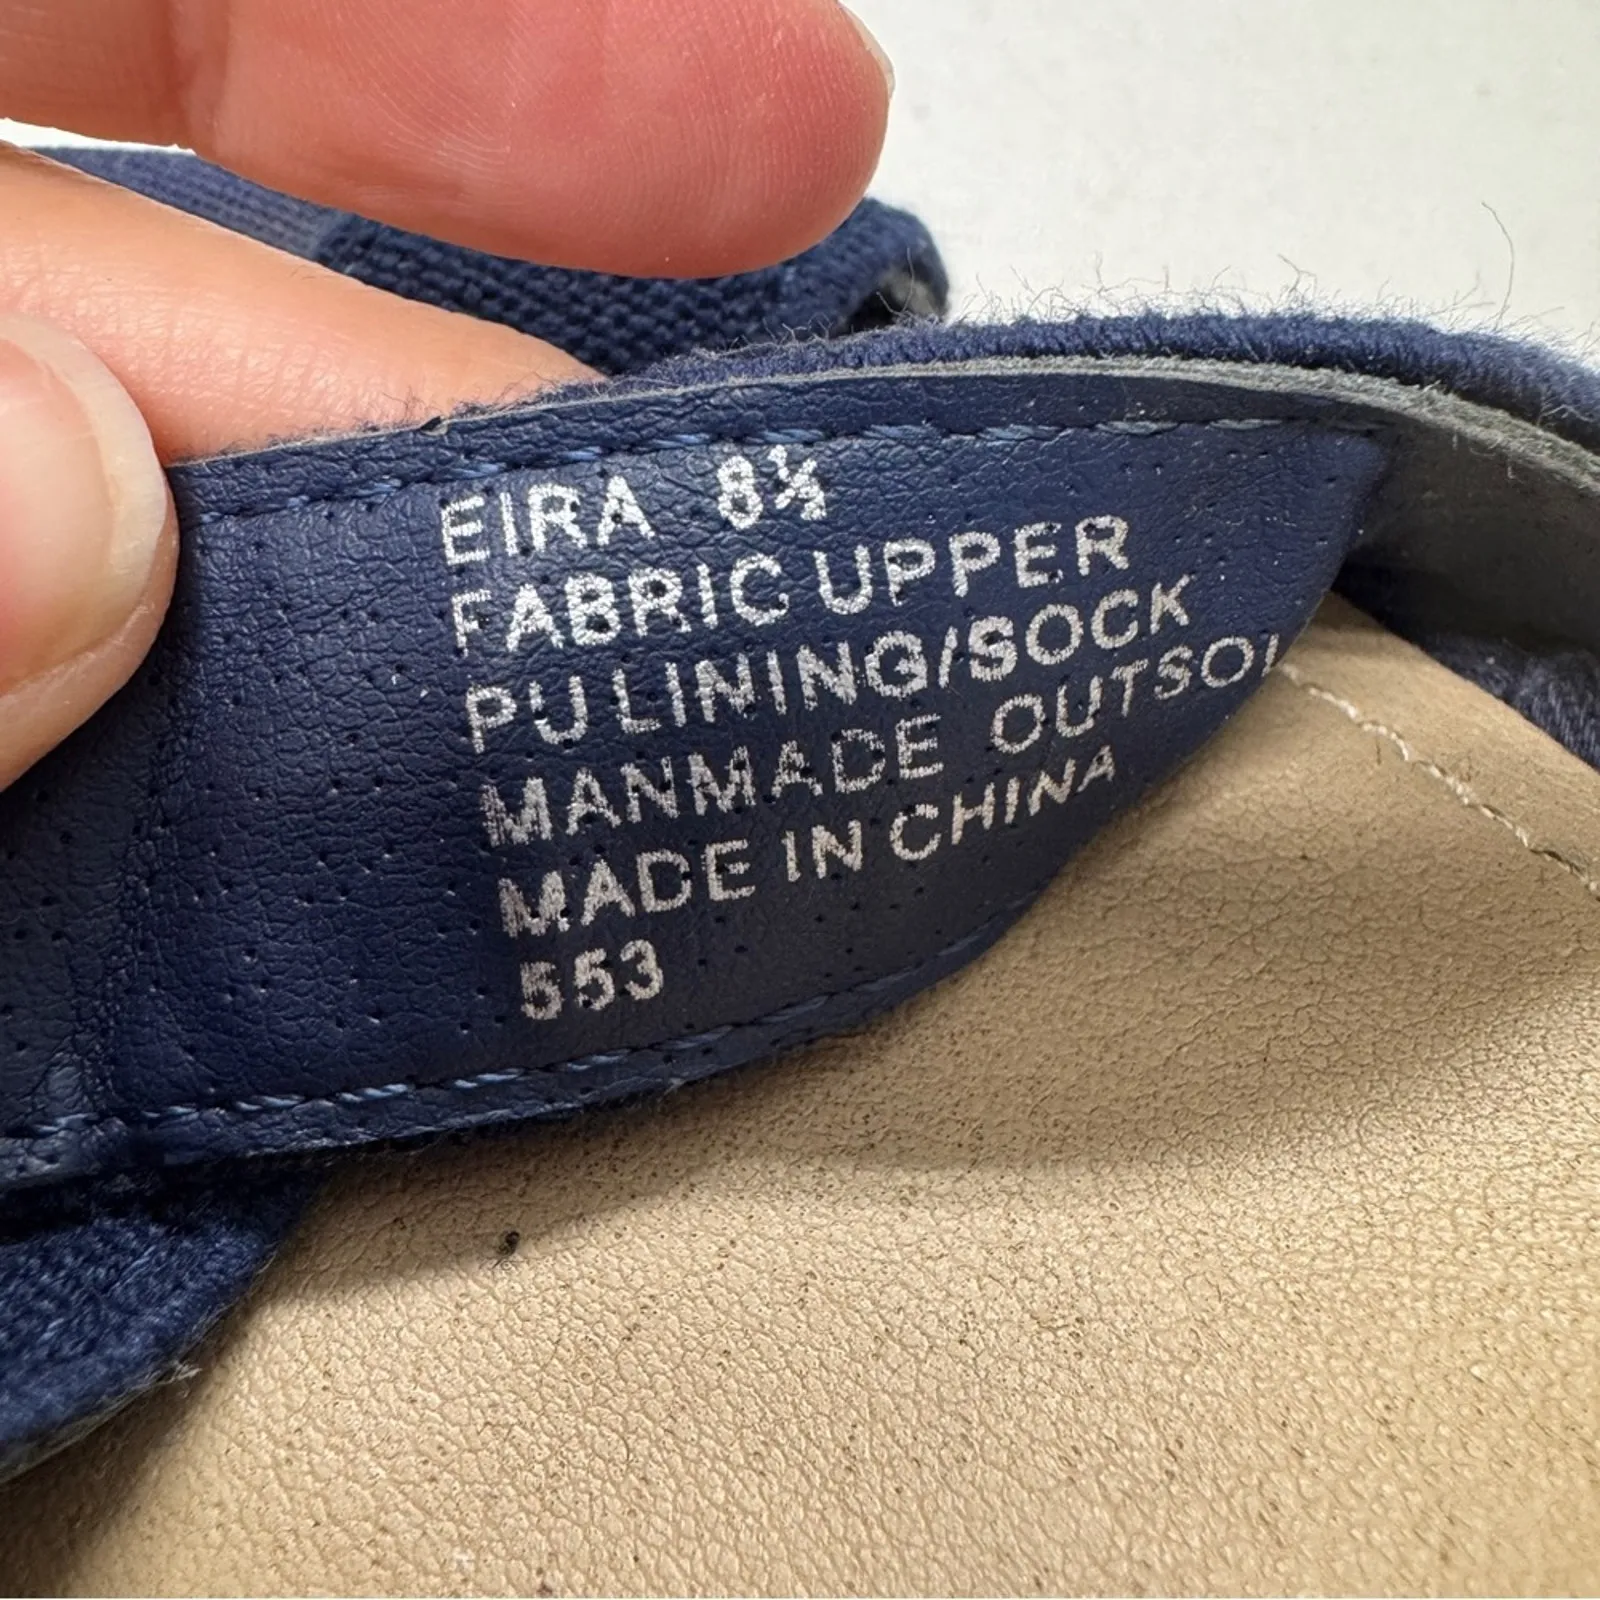 EIRA 8½
FABRIC UPPER
PU LINING/SOCK
MANMADE OUTSOL
MADE IN CHINA
553